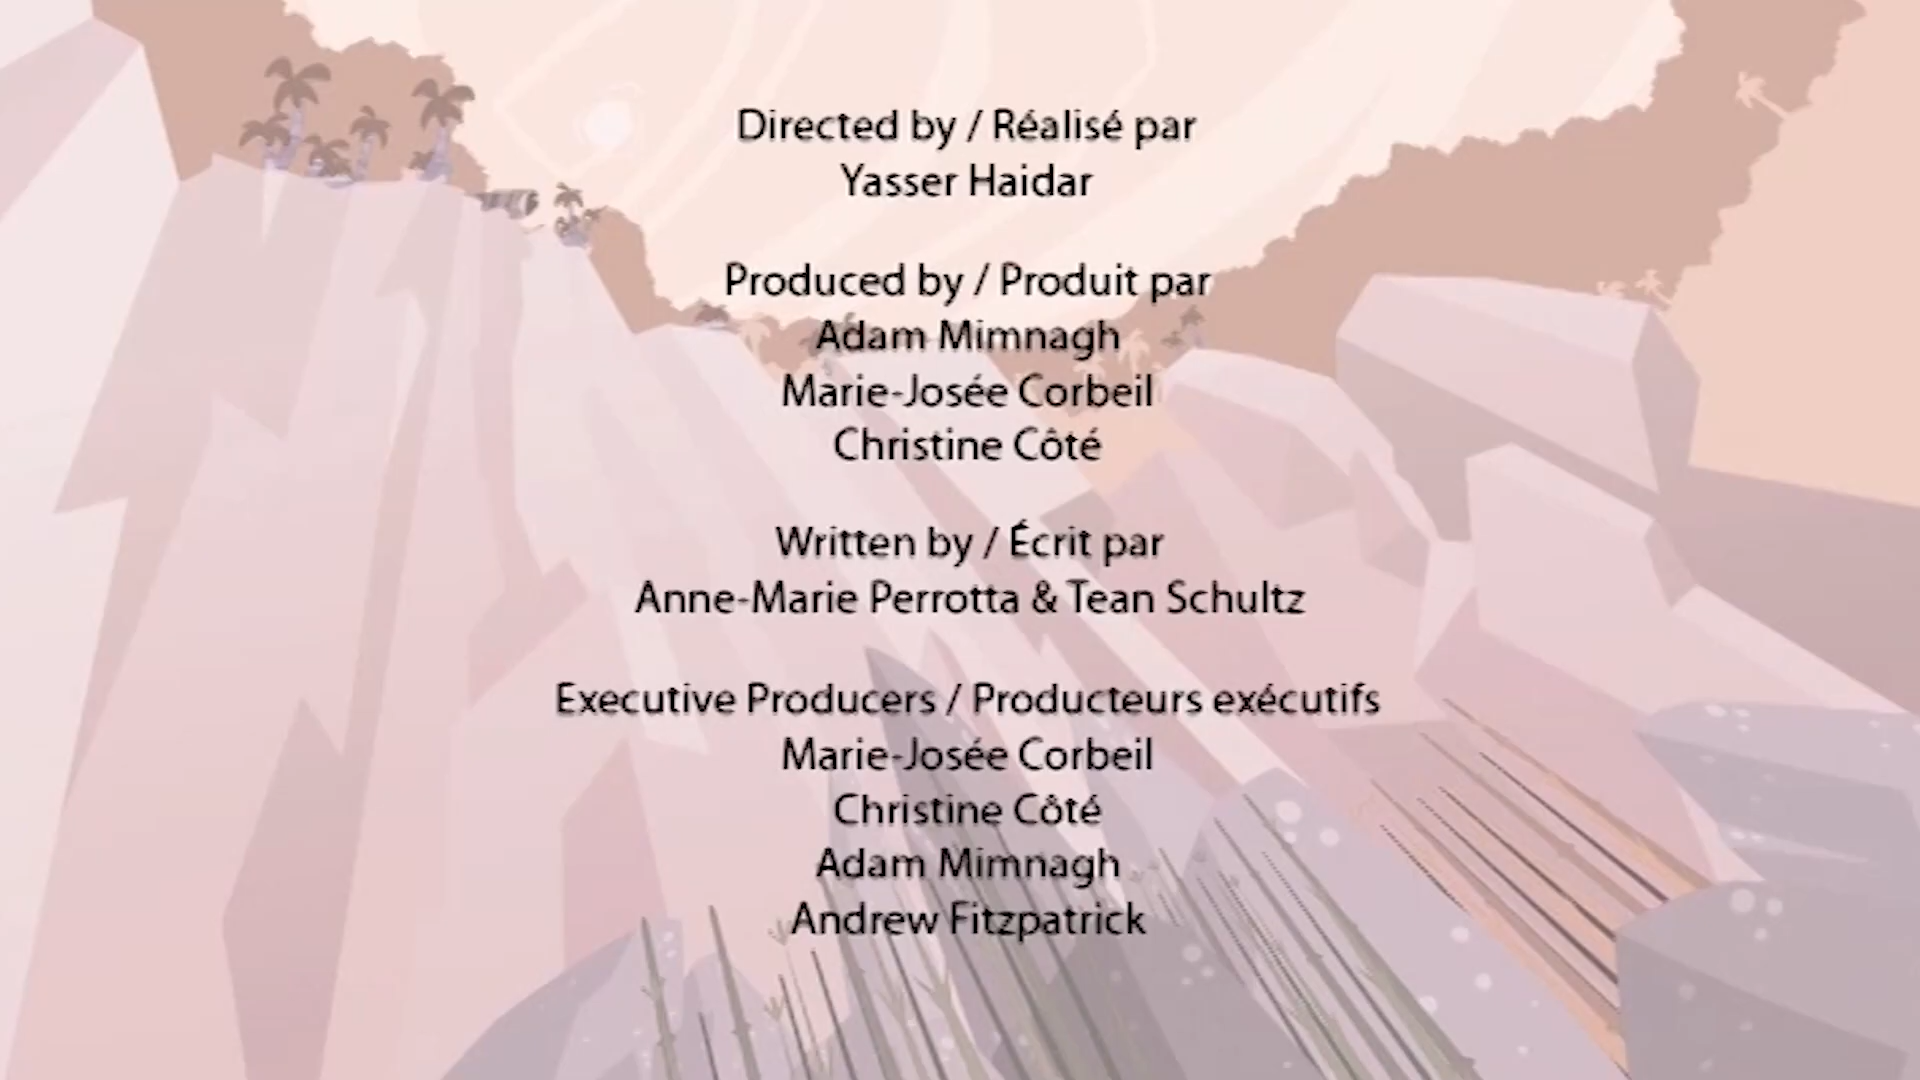 Directed by / Réalisé par
Yasser Haidar
Produced by / Produit par
Adam Mimnagh
Marie-Josée Corbeil
Christine Côté
Written by / Écrit par
Anne-Marie Perrotta & Tean Schultz
Executive Producers / Producteurs exécutifs
Marie-Josée Corbeil
Christine Côté
Adam Mimnagh
Andrew Fitzpatrick